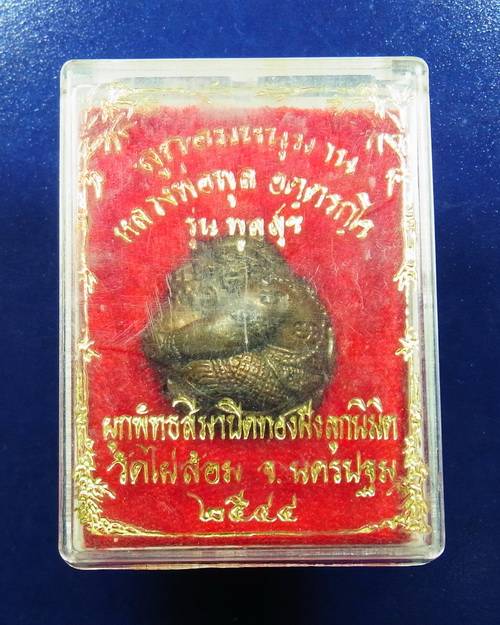 หลวงพ่อพูล อตฺตรกฺโข
รุ่น พูลสุข
ผูกพัทธสีมาปิดทองฝังลูกนิมิต
วัดไผ่ล้อม จ.นครปฐม
๒๕๔๔